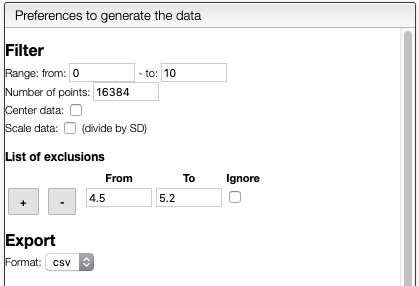 Preferences to generate the data
Filter
Range: from: 0 - to: 10
Number of points: 16384
Center data:
Scale data: (divide by SD)
List of exclusions
From To Ignore
+ - 4.5 5.2
Export
Format: csv